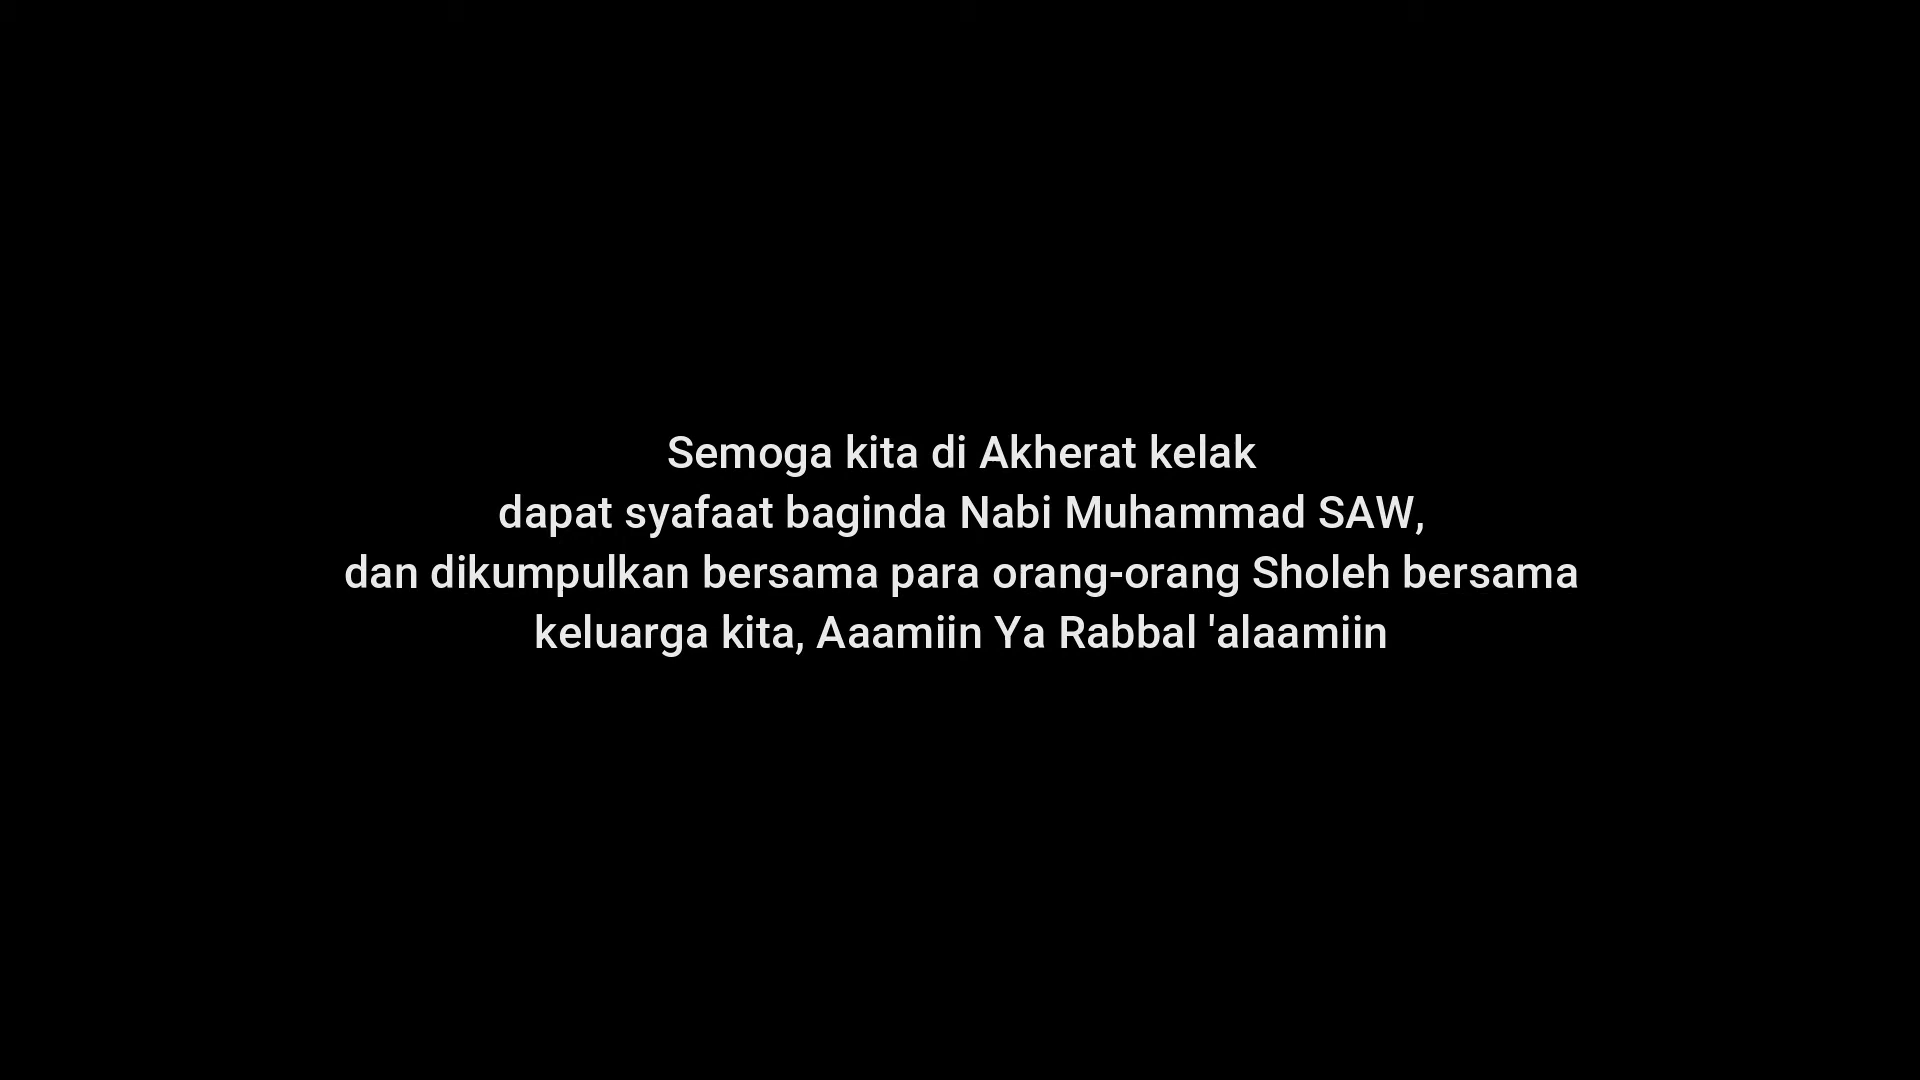 Semoga kita di Akherat kelak
dapat syafaat baginda Nabi Muhammad SAW,
dan dikumpulkan bersama para orang-orang Sholeh bersama
keluarga kita, Aaamiin Ya Rabbal 'alaamiin